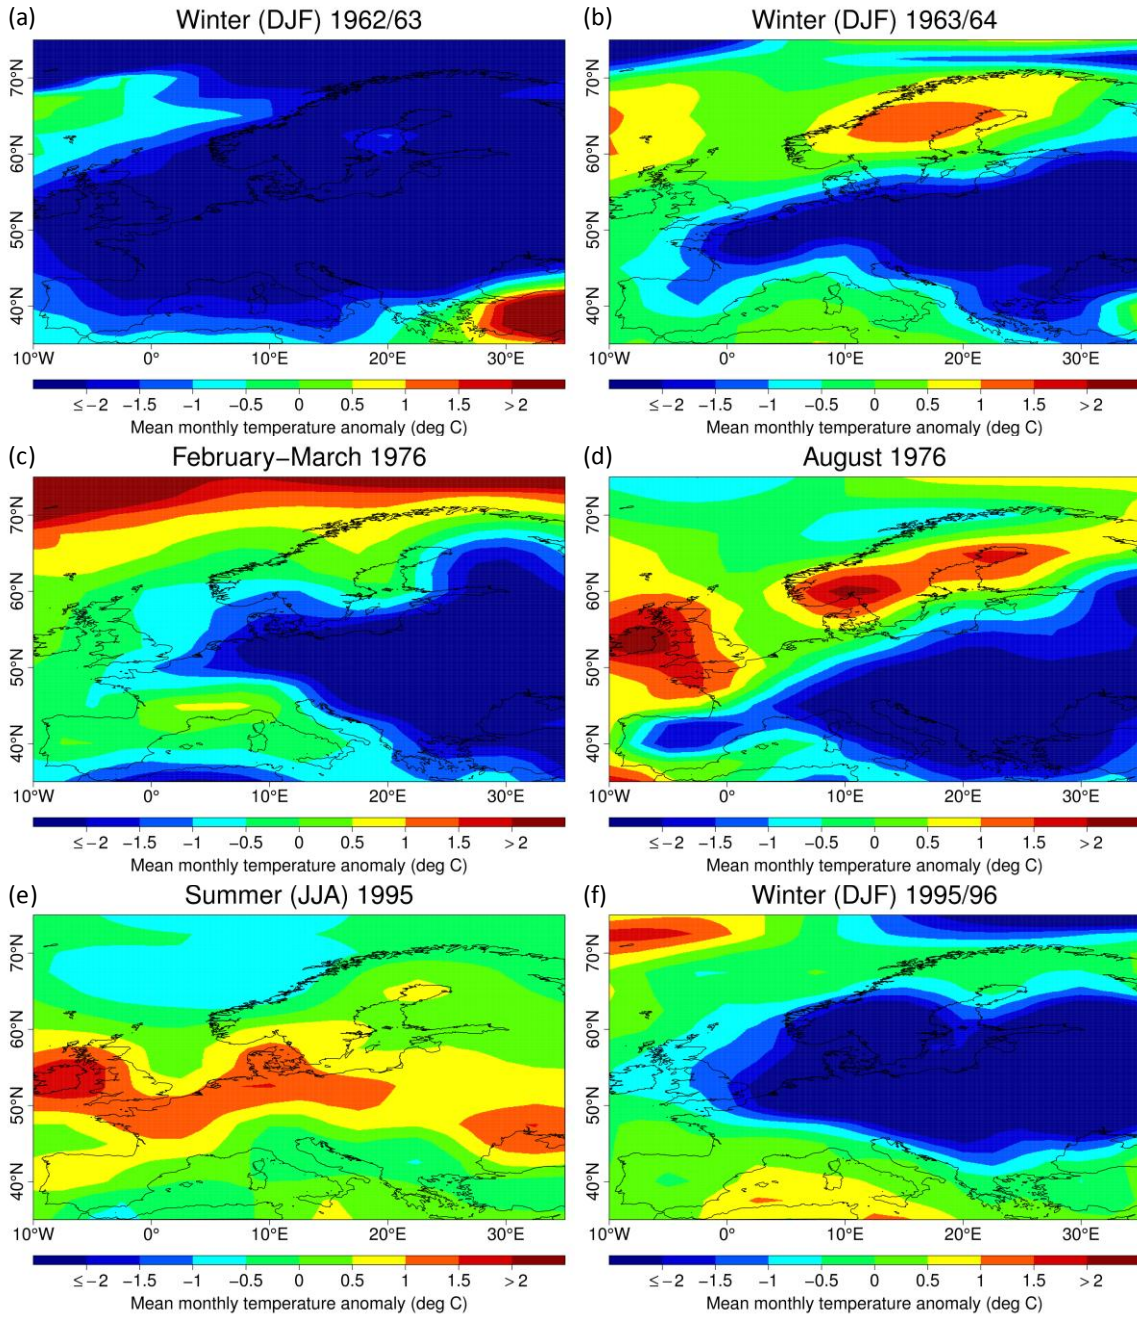 (a) Winter (DJF) 1962/63
70°N
60°N
50°N
40°N
10°W 0° 10°E 20°E 30°E
≤−2 −1.5 −1 −0.5 0 0.5 1 1.5 >2
Mean monthly temperature anomaly (deg C)
(b) Winter (DJF) 1963/64
70°N
60°N
50°N
40°N
10°W 0° 10°E 20°E 30°E
≤−2 −1.5 −1 −0.5 0 0.5 1 1.5 >2
Mean monthly temperature anomaly (deg C)
(c) February−March 1976
70°N
60°N
50°N
40°N
10°W 0° 10°E 20°E 30°E
≤−2 −1.5 −1 −0.5 0 0.5 1 1.5 >2
Mean monthly temperature anomaly (deg C)
(d) August 1976
70°N
60°N
50°N
40°N
10°W 0° 10°E 20°E 30°E
≤−2 −1.5 −1 −0.5 0 0.5 1 1.5 >2
Mean monthly temperature anomaly (deg C)
(e) Summer (JJA) 1995
70°N
60°N
50°N
40°N
10°W 0° 10°E 20°E 30°E
≤−2 −1.5 −1 −0.5 0 0.5 1 1.5 >2
Mean monthly temperature anomaly (deg C)
(f) Winter (DJF) 1995/96
70°N
60°N
50°N
40°N
10°W 0° 10°E 20°E 30°E
≤−2 −1.5 −1 −0.5 0 0.5 1 1.5 >2
Mean monthly temperature anomaly (deg C)